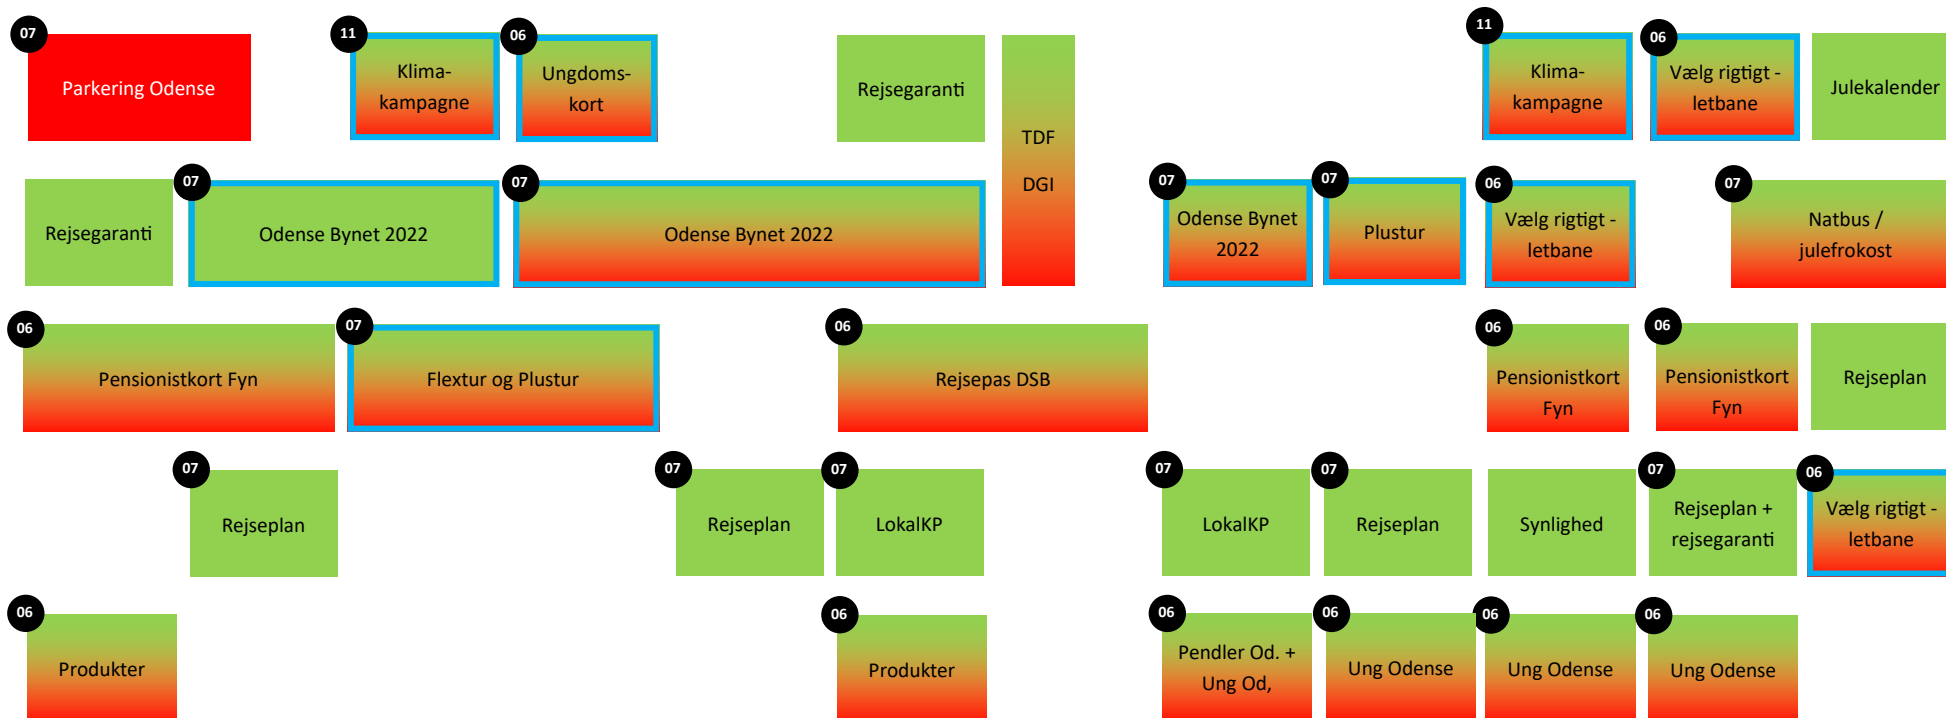 07
Parkering Odense
11
Klima-
kampagne
06
Ungdoms-
kort
Rejsegaranti
TDF
DGI
11
Klima-
kampagne
06
Vælg rigtigt -
letbane
Julekalender
Rejsegaranti
07
Odense Bynet 2022
07
Odense Bynet 2022
07
Odense Bynet
2022
07
Plustur
06
Vælg rigtigt -
letbane
07
Natbus /
julefrokost
06
Pensionistkort Fyn
07
Flextur og Plustur
06
Rejsepas DSB
06
Pensionistkort
Fyn
06
Pensionistkort
Fyn
Rejseplan
07
Rejseplan
07
Rejseplan
07
LokalKP
07
LokalKP
07
Rejseplan
Synlighed
07
Rejseplan +
rejsegaranti
06
Vælg rigtigt -
letbane
06
Produkter
06
Produkter
06
Pendler Od. +
Ung Od,
06
Ung Odense
06
Ung Odense
06
Ung Odense